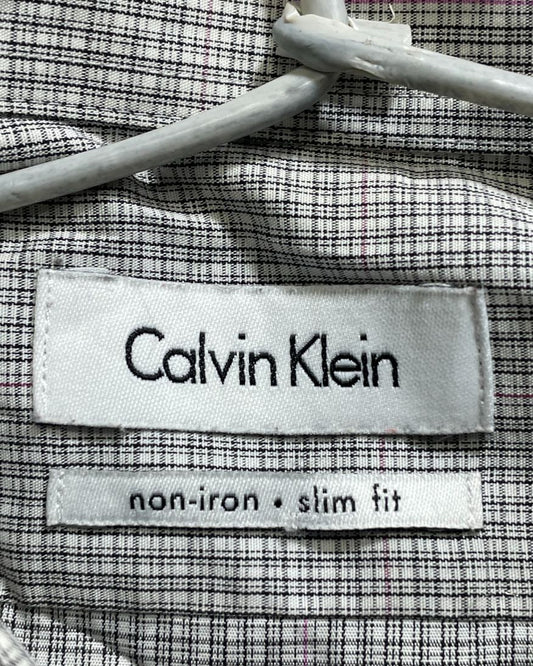 Calvin Klein
non-iron • slim fit